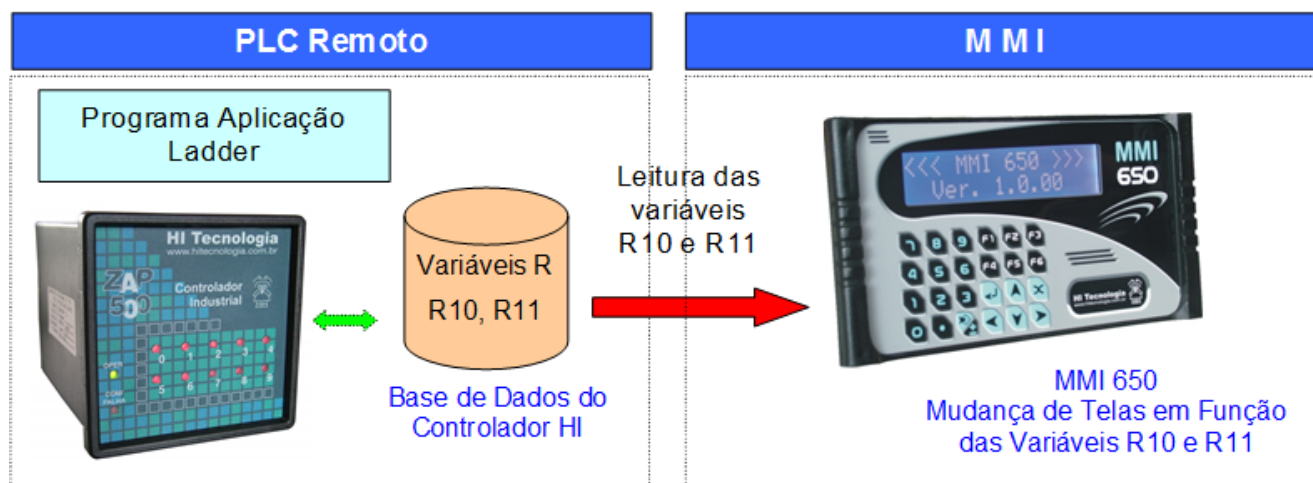 PLC Remoto
M M I
Programa Aplicação
Ladder
HI Tecnologia
www.hitecnologia.com.br
ZAP
500
Controlador
Industrial
0 1 2 3 4
5 6 7 8 9
OPER
COM
FALHA
Variáveis R
R10, R11
Base de Dados do
Controlador HI
Leitura das
variáveis
R10 e R11
<<< MMI 650 >>>
Ver. 1.0.00
MMI
650
7 8 9 F1 F2 F3
4 5 6 F4 F5 F6
1 2 3
0
HI Tecnologia
MMI 650
Mudança de Telas em Função
das Variáveis R10 e R11